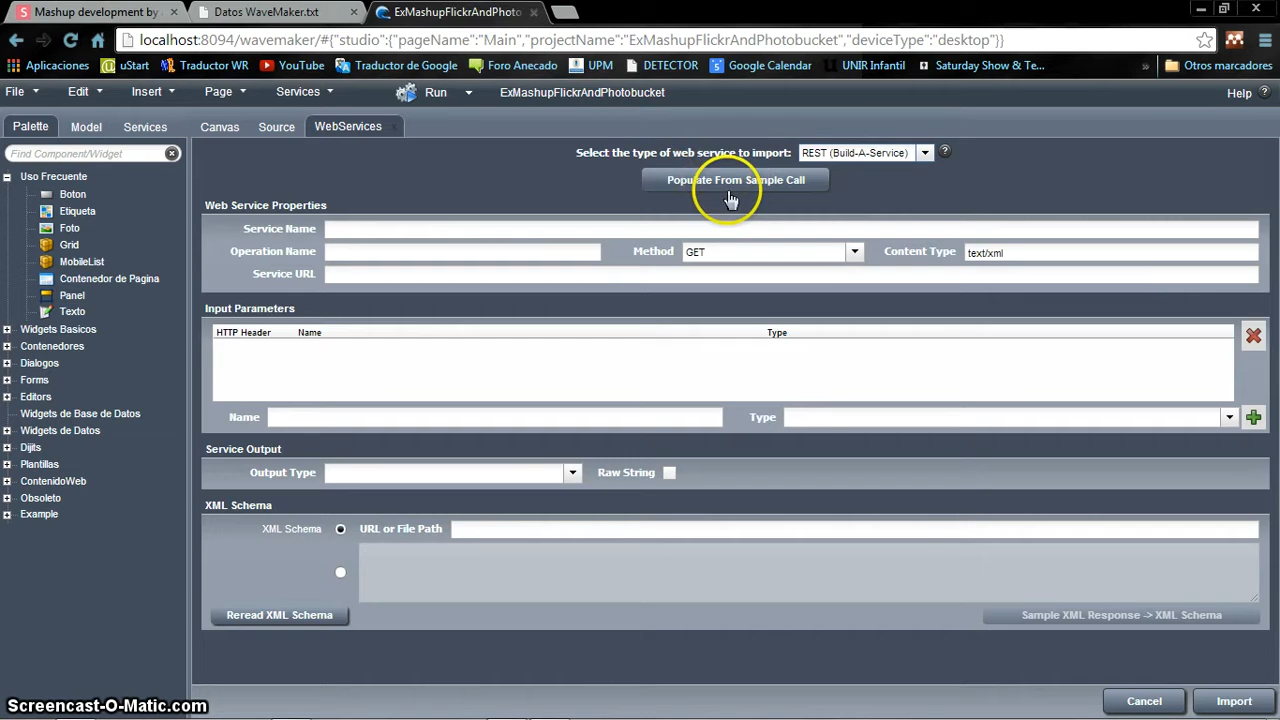 Mashup development by
Datos WaveMaker.txt
ExMashupFlickrAndPhoto
localhost:8094/wavemaker/#{studio":{"pageName":"Main","projectName":"ExMashupFlickrAndPhotobucket","deviceType":"desktop"}}
Aplicaciones uStart Traductor WR YouTube Traductor de Google Foro Anecado UPM DETECTOR Google Calendar UNIR Infantil Saturday Show & Te... » Otros marcadores
File Edit Insert Page Services Run ExMashupFlickrAndPhotobucket Help ?
Palette Model Services Canvas Source WebServices
Find Component/Widget
Select the type of web service to import: REST (Build-A-Service) ?
Populate From Sample Call
Uso Frecuente
Boton
Etiqueta
Foto
Grid
MobileList
Contenedor de Pagina
Panel
Texto
Widgets Basicos
Contenedores
Dialogos
Forms
Editors
Widgets de Base de Datos
Widgets de Datos
Dijits
Plantillas
ContenidoWeb
Obsoleto
Example
Web Service Properties
Service Name
Operation Name Method GET Content Type text/xml
Service URL
Input Parameters
HTTP Header Name Type
Name Type
Service Output
Output Type Raw String
XML Schema
XML Schema URL or File Path
Reread XML Schema Sample XML Response -> XML Schema
Cancel Import
Screencast-O-Matic.com